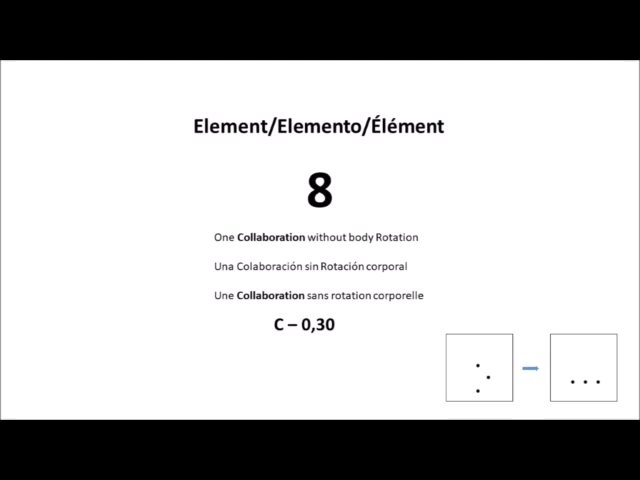 Element/Elemento/Élément
8
One Collaboration without body Rotation
Una Colaboración sin Rotación corporal
Une Collaboration sans rotation corporelle
C – 0,30